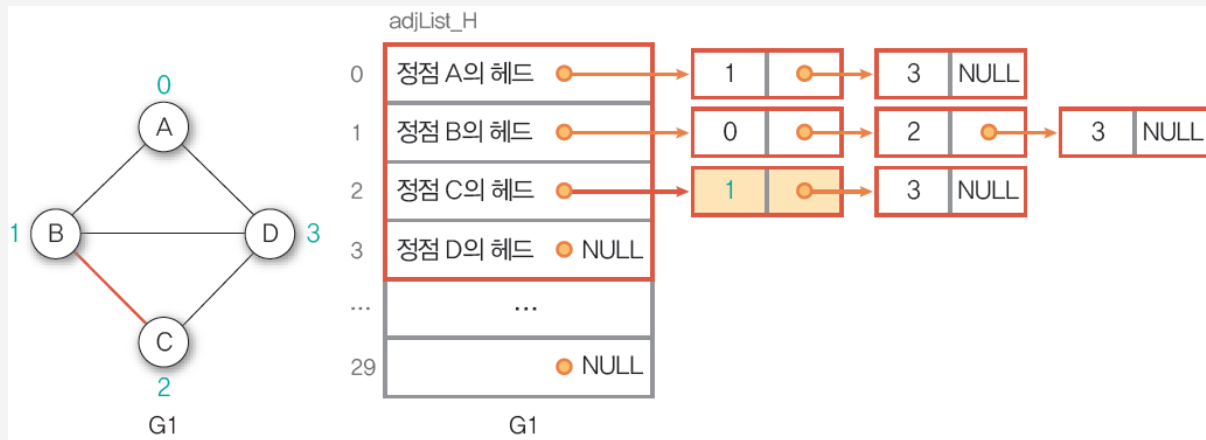 adjList_H
0
A
1
B
D
3
C
2
G1
0 정점 A의 헤드 1 3 NULL
1 정점 B의 헤드 0 2 3 NULL
2 정점 C의 헤드 1 3 NULL
3 정점 D의 헤드 NULL
... ...
29 NULL
G1